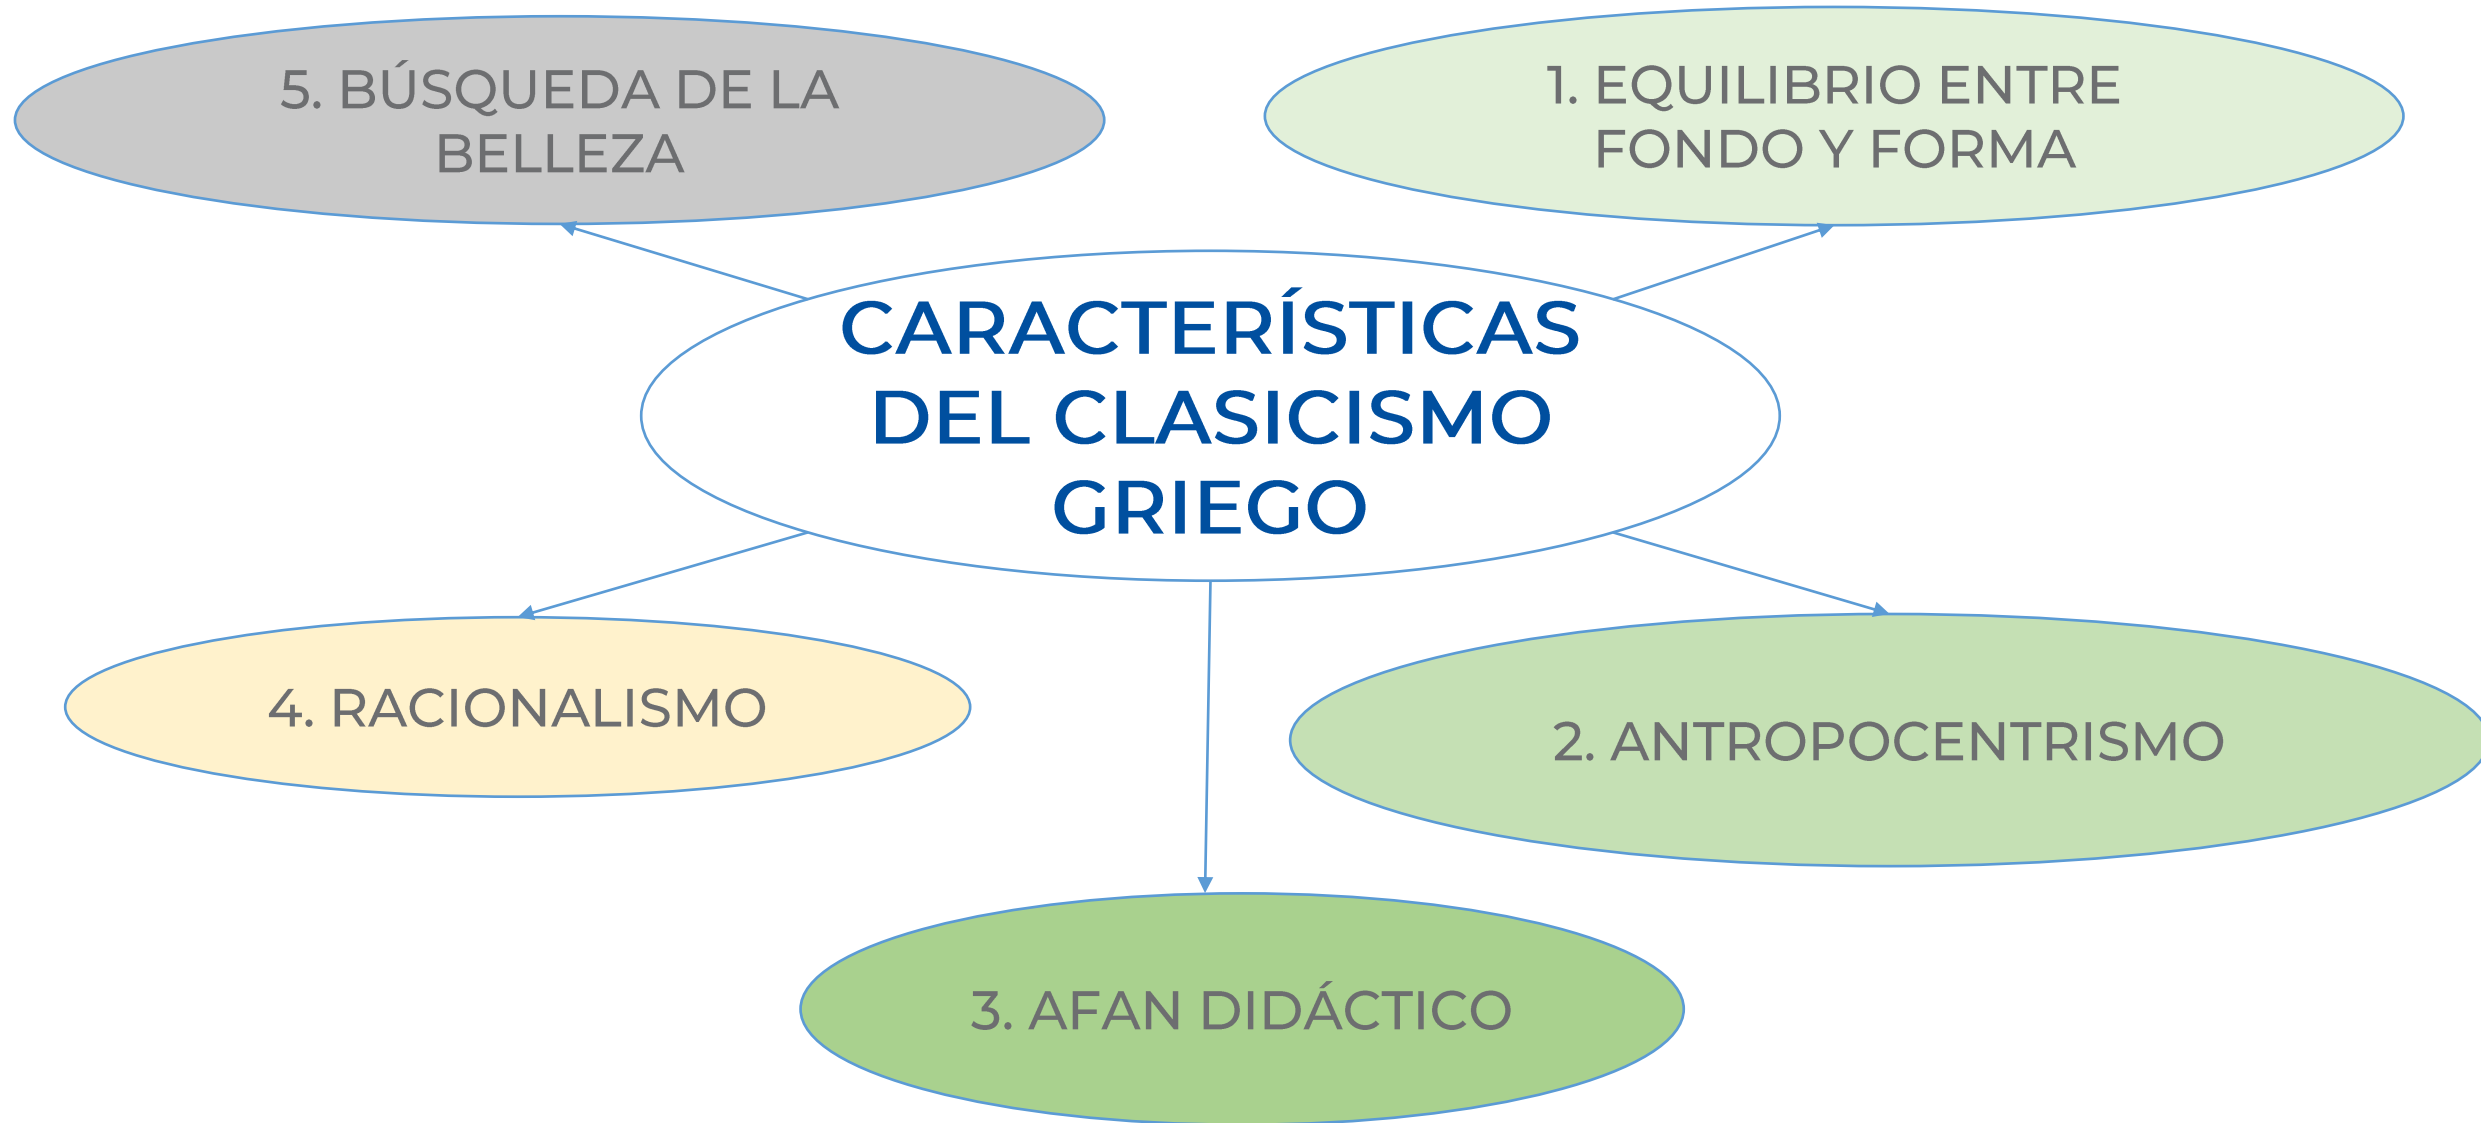 5. BÚSQUEDA DE LA
BELLEZA
1. EQUILIBRIO ENTRE
FONDO Y FORMA
CARACTERÍSTICAS
DEL CLASICISMO
GRIEGO
4. RACIONALISMO
2. ANTROPOCENTRISMO
3. AFAN DIDÁCTICO